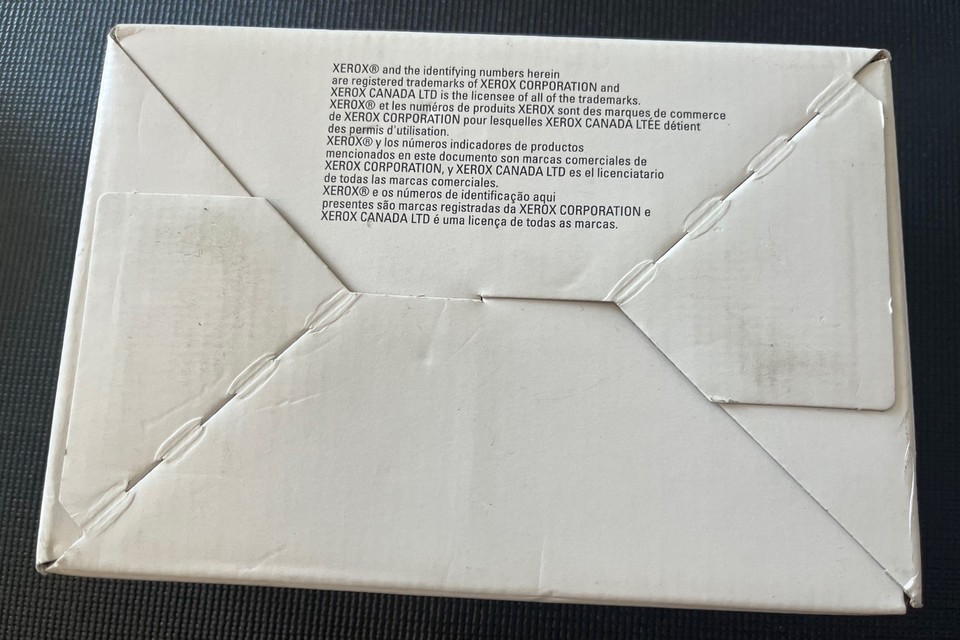 XEROX® and the identifying numbers herein
are registered trademarks of XEROX CORPORATION and
XEROX CANADA LTD is the licensee of all of the trademarks.
XEROX® et les numéros de produits XEROX sont des marques de commerce
de XEROX CORPORATION pour lesquelles XEROX CANADA LTÉE détient
des permis d'utilisation.
XEROX® y los números indicadores de productos
mencionados en este documento son marcas comerciales de
XEROX CORPORATION, y XEROX CANADA LTD es el licenciatario
de todas las marcas comerciales.
XEROX® e os números de identificação aqui
presentes são marcas registradas da XEROX CORPORATION e
XEROX CANADA LTD é uma licença de todas as marcas.